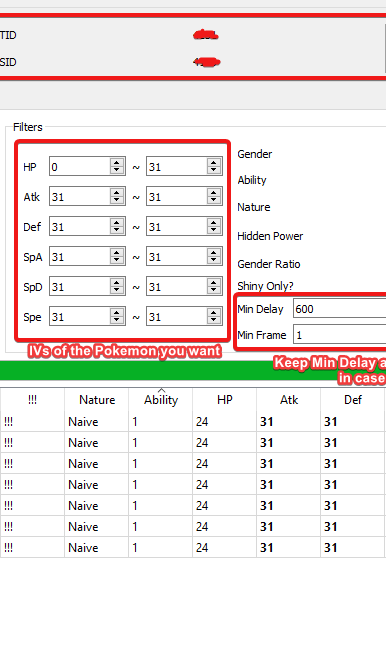 TID
SID
Filters
HP 0 ~ 31
Gender
Atk 31 ~ 31
Ability
Def 31 ~ 31
Nature
SpA 31 ~ 31
Hidden Power
SpD 31 ~ 31
Gender Ratio
Spe 31 ~ 31
Shiny Only?
Min Delay 600
Min Frame 1
IVs of the Pokemon you want
Keep Min Delay a
in case
!!! Nature Ability HP Atk Def
!!! Naive 1 24 31 31
!!! Naive 1 24 31 31
!!! Naive 1 24 31 31
!!! Naive 1 24 31 31
!!! Naive 1 24 31 31
!!! Naive 1 24 31 31
!!! Naive 1 24 31 31